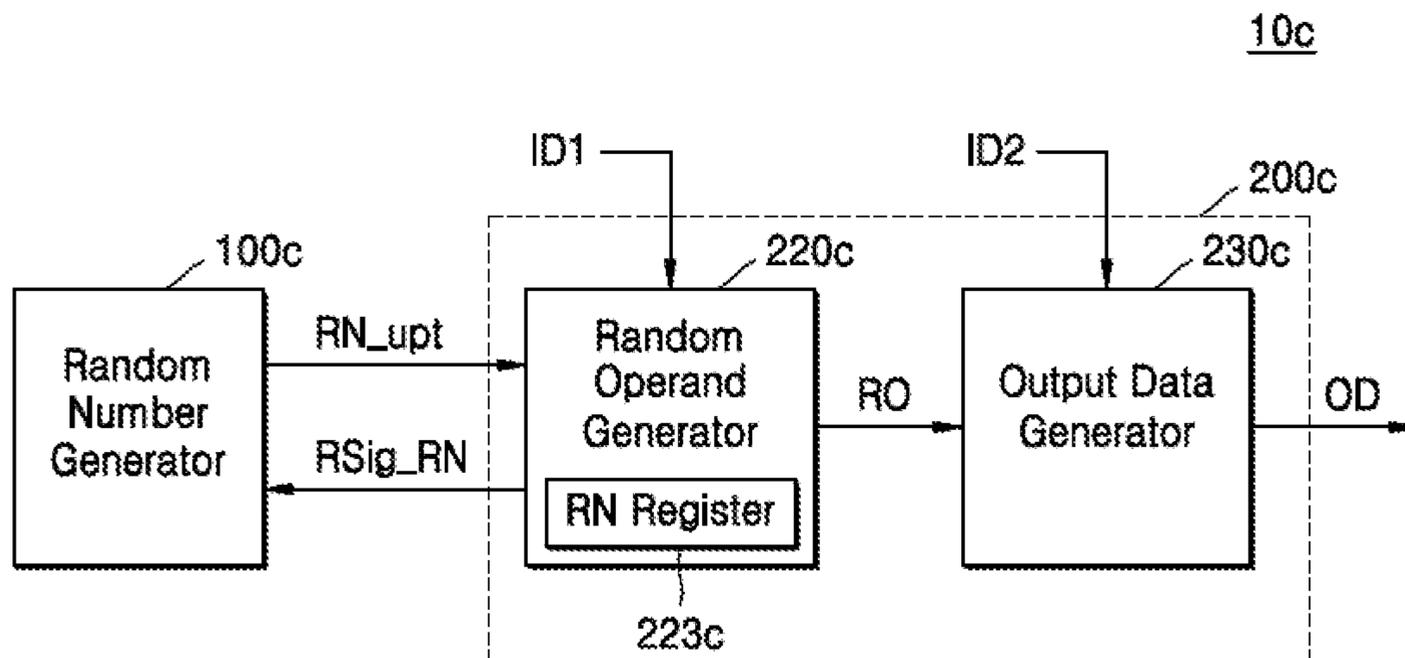 10c
ID1
ID2
200c
100c
220c
230c
Random
Number
Generator
RN_upt
RSig_RN
Random
Operand
Generator
RN Register
223c
RO
Output Data
Generator
OD